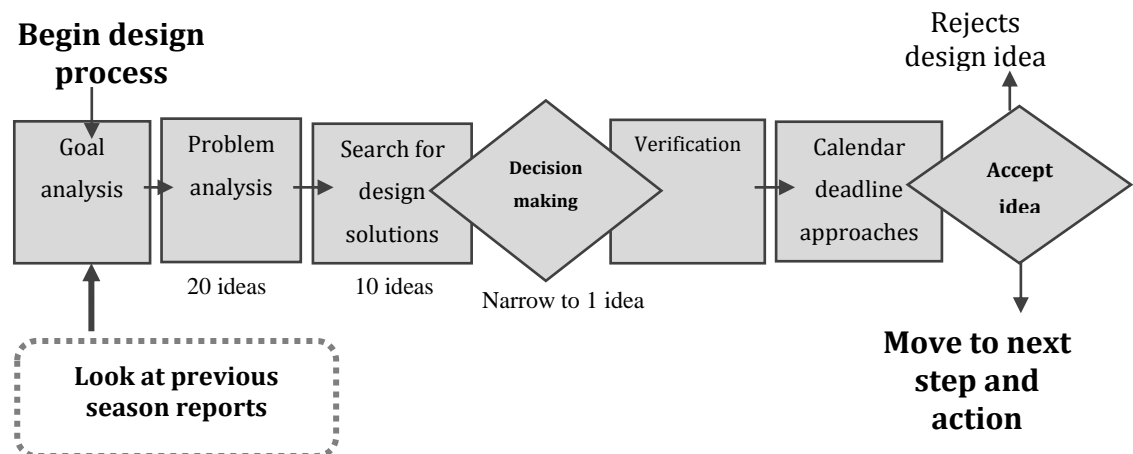 Begin design
process
Rejects
design idea
Goal
analysis
Problem
analysis
Search for
design
solutions
Decision
making
Verification
Calendar
deadline
approaches
Accept
idea
20 ideas
10 ideas
Narrow to 1 idea
Look at previous
season reports
Move to next
step and
action